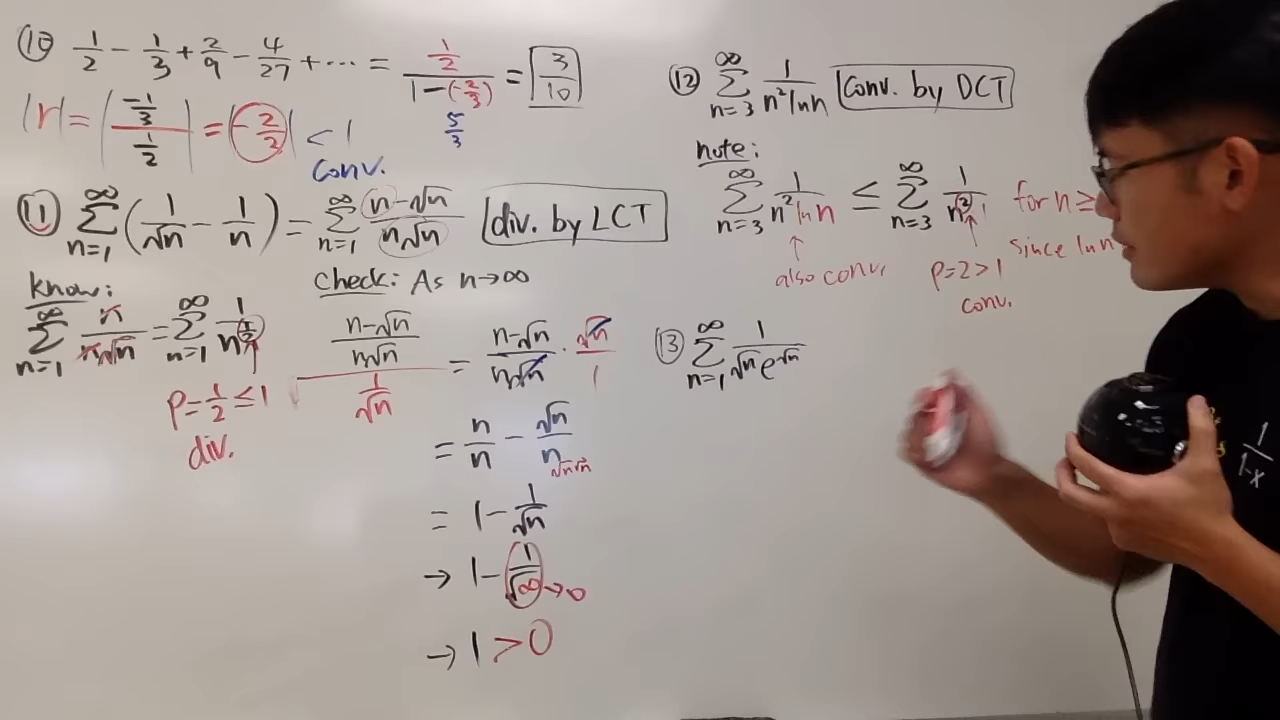 ⑩ 1/2 - 1/3 + 2/9 - 4/27 + ... = (1/2)/(1-(-2/3)) = 3/10
5/3
|r| = |(-1/3)/(1/2)| = |-2/3| < 1
conv.
⑪ ∑_{n=1}^{∞} (1/√n - 1/n) = ∑_{n=1}^{∞} (n-√n)/(n√n) div. by LCT
know:
∑_{n=1}^{∞} n/(n√n) = ∑_{n=1}^{∞} 1/n^{1/2}
p=1/2 ≤ 1
div.
check: As n→∞
((n-√n)/(n√n))/(1/√n) = (n-√n)/(n√n) · √n/1
= n/n - √n/n
√n√n
= 1 - 1/√n
→ 1 - 1/√∞ →0
→ 1 > 0
⑫ ∑_{n=3}^{∞} 1/(n² ln n) Conv. by DCT
note:
∑_{n=3}^{∞} 1/(n² ln n) ≤ ∑_{n=3}^{∞} 1/(n²·1) for n ≥
since ln n
also conv.
p=2>1
conv.
⑬ ∑_{n=1}^{∞} 1/(√n e^{√n})
1/(1-x)